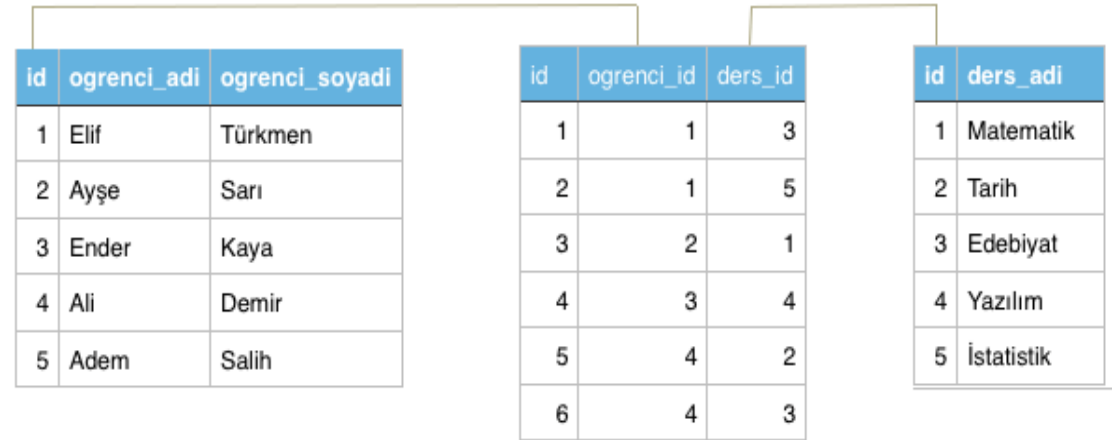 id ogrenci_adi ogrenci_soyadi
1 Elif Türkmen
2 Ayşe Sarı
3 Ender Kaya
4 Ali Demir
5 Adem Salih
id ogrenci_id ders_id
1 1 3
2 1 5
3 2 1
4 3 4
5 4 2
6 4 3
id ders_adi
1 Matematik
2 Tarih
3 Edebiyat
4 Yazılım
5 İstatistik